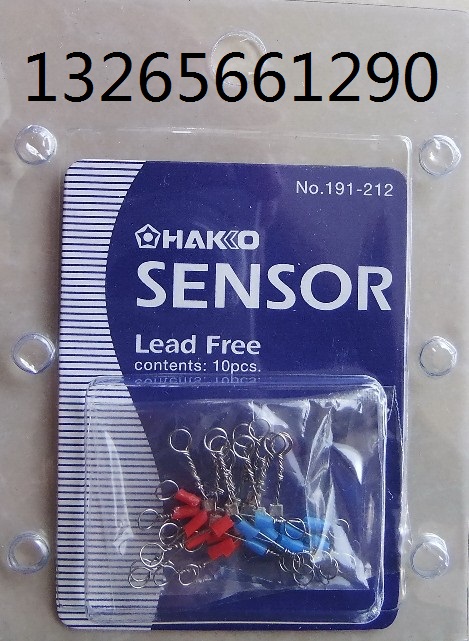 13265661290
No.191-212
HAKKO
SENSOR
Lead Free
contents: 10pcs.